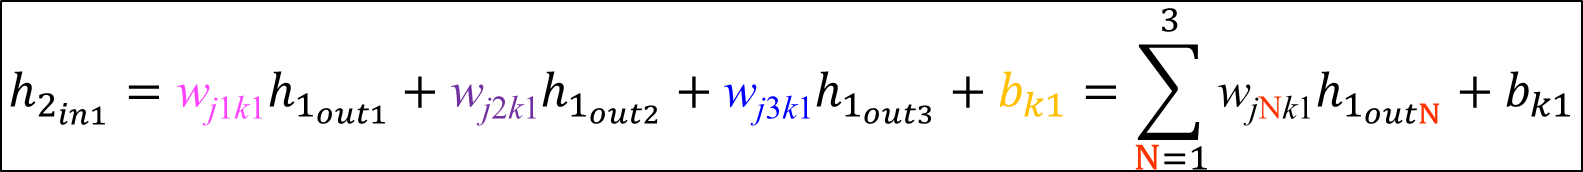 h_{2_{in1}} = w_{j1k1}h_{1_{out1}} + w_{j2k1}h_{1_{out2}} + w_{j3k1}h_{1_{out3}} + b_{k1} = \sum_{N=1}^{3} w_{jNk1}h_{1_{outN}} + b_{k1}